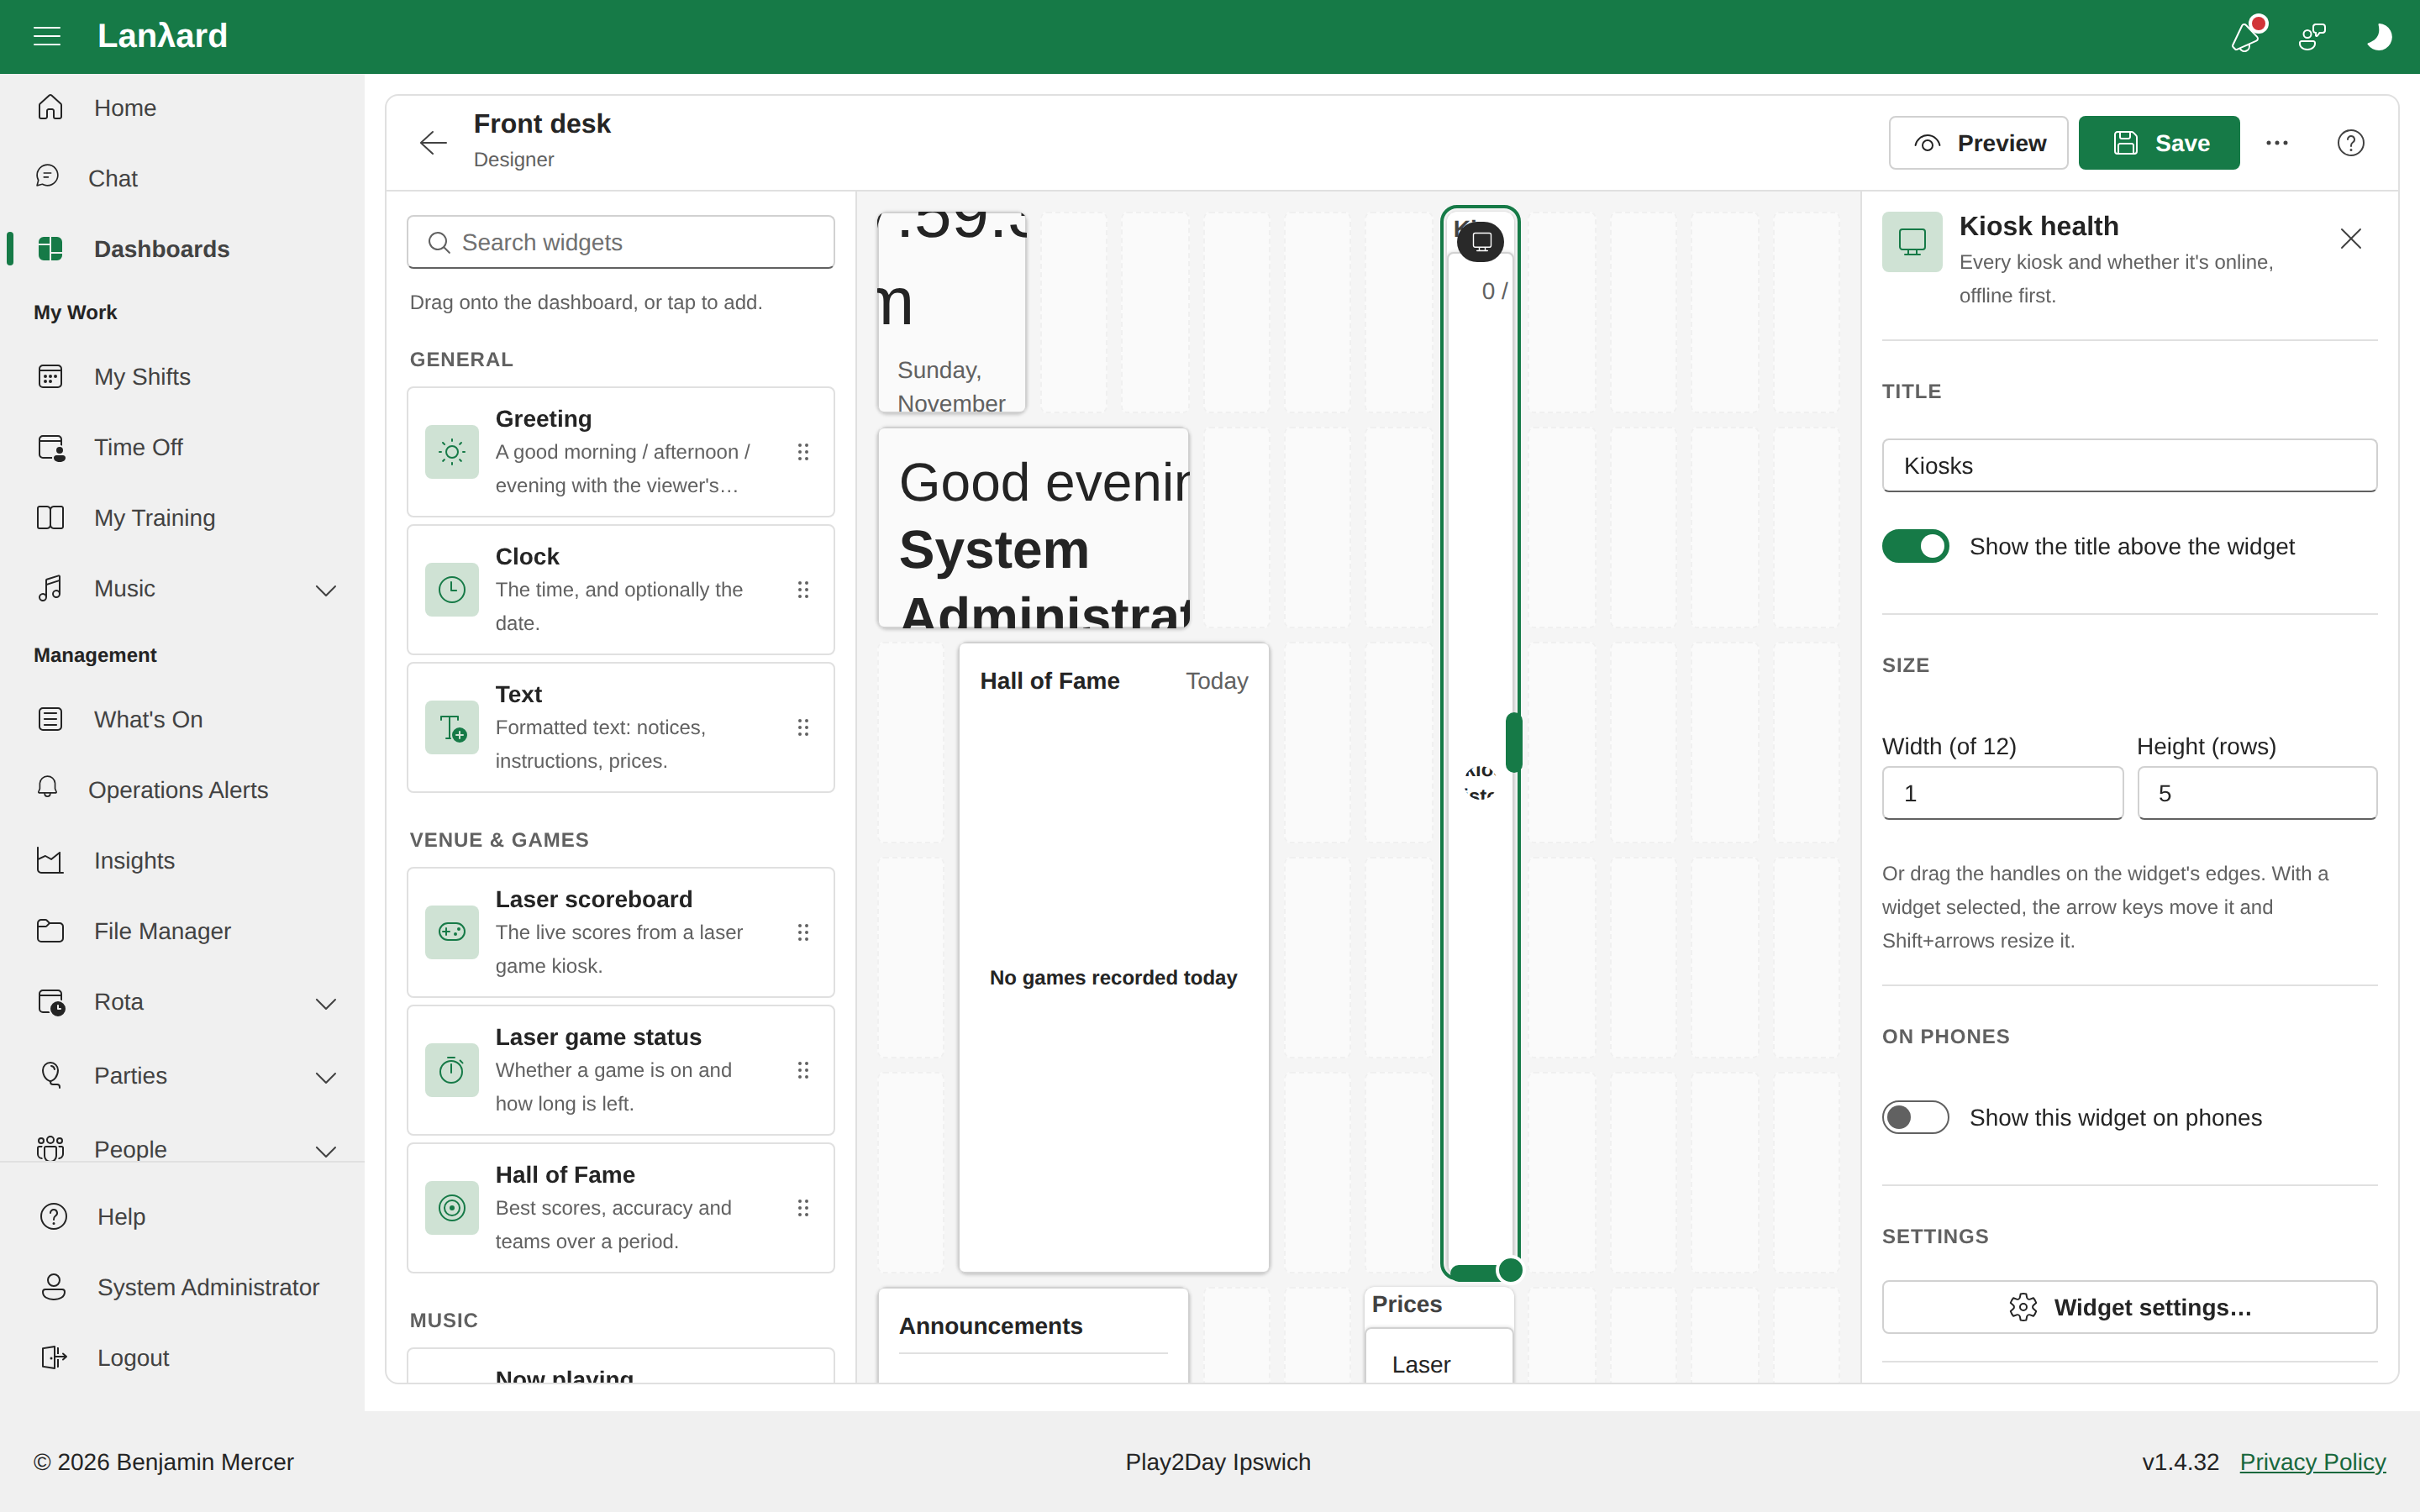 Lanλard
Home
Chat
Dashboards
My Work
My Shifts
Time Off
My Training
Music
Management
What's On
Operations Alerts
Insights
File Manager
Rota
Parties
People
Help
System Administrator
Logout
Front desk
Designer
Preview
Save
Search widgets
Drag onto the dashboard, or tap to add.
GENERAL
Greeting
A good morning / afternoon /
evening with the viewer's…
Clock
The time, and optionally the
date.
Text
Formatted text: notices,
instructions, prices.
VENUE & GAMES
Laser scoreboard
The live scores from a laser
game kiosk.
Laser game status
Whether a game is on and
how long is left.
Hall of Fame
Best scores, accuracy and
teams over a period.
MUSIC
Now playing
Sunday,
November
Good evenin
System
Administrat
Hall of Fame
Today
No games recorded today
Announcements
0 /
Prices
Laser
Kiosk health
Every kiosk and whether it's online,
offline first.
TITLE
Kiosks
Show the title above the widget
SIZE
Width (of 12)
Height (rows)
1
5
Or drag the handles on the widget's edges. With a
widget selected, the arrow keys move it and
Shift+arrows resize it.
ON PHONES
Show this widget on phones
SETTINGS
Widget settings…
© 2026 Benjamin Mercer
Play2Day Ipswich
v1.4.32
Privacy Policy